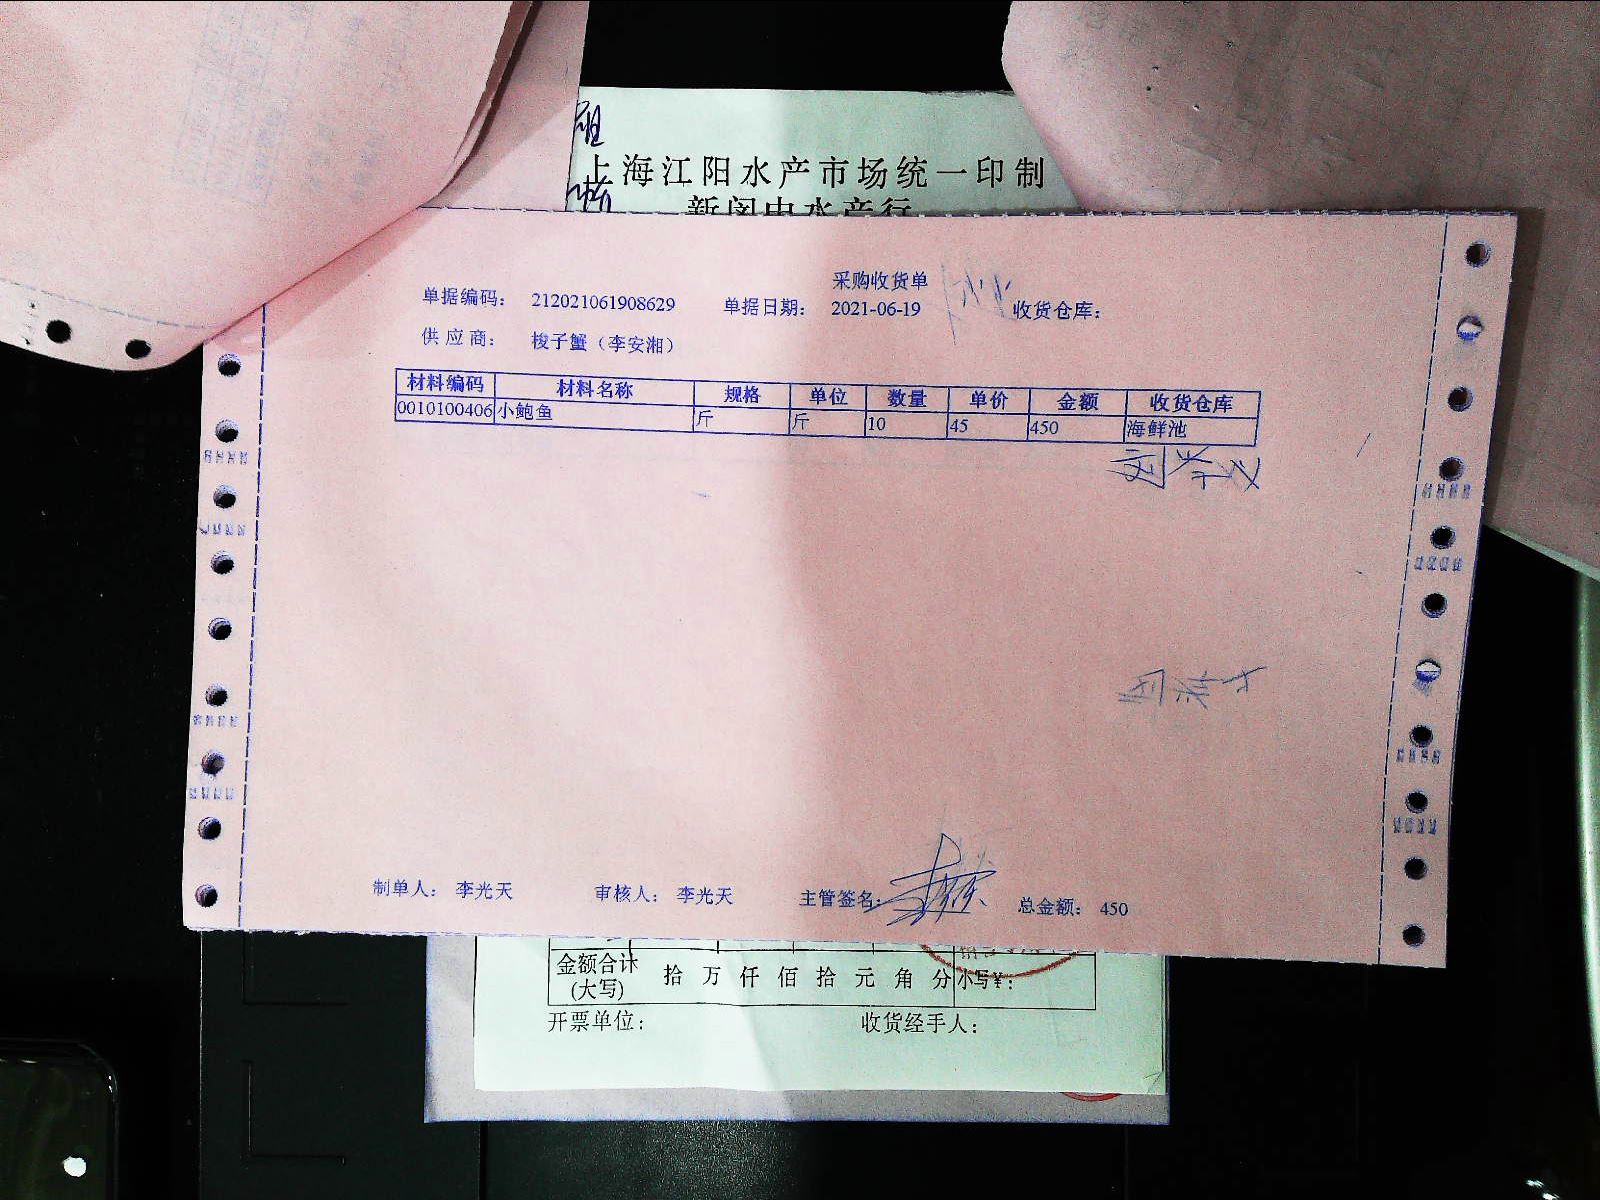 上海江阳水产市场统一印制
采购收货单
单据编码： 212021061908629 单据日期： 2021-06-19 收货仓库：
供应商： 梭子蟹（李安湘）
材料编码 材料名称 规格 单位 数量 单价 金额 收货仓库
0010100406 小鲍鱼 斤 斤 10 45 450 海鲜池
制单人： 李光天 审核人： 李光天 主管签名： 总金额： 450
金额合计 拾 万 仟 佰 拾 元 角 分 小写¥：
(大写)
开票单位： 收货经手人：